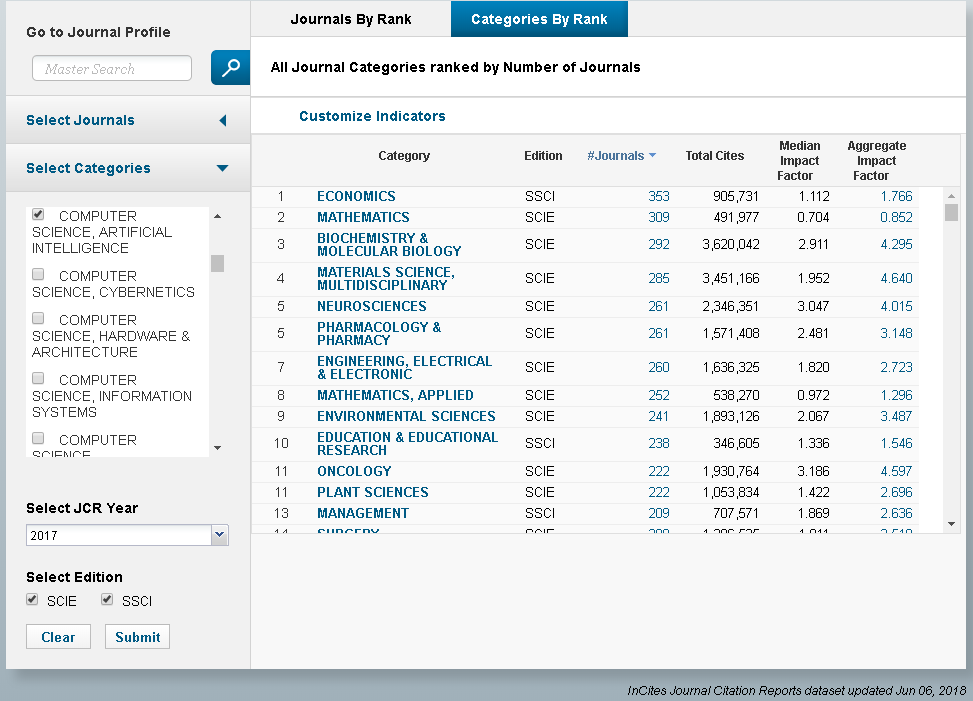 Go to Journal Profile
Master Search
Select Journals
Select Categories
COMPUTER
SCIENCE, ARTIFICIAL
INTELLIGENCE
COMPUTER
SCIENCE, CYBERNETICS
COMPUTER
SCIENCE, HARDWARE &
ARCHITECTURE
COMPUTER
SCIENCE, INFORMATION
SYSTEMS
COMPUTER
SCIENCE
Select JCR Year
2017
Select Edition
SCIE SSCI
Clear Submit
Journals By Rank Categories By Rank
All Journal Categories ranked by Number of Journals
Customize Indicators
Category Edition #Journals Total Cites Median Impact Factor Aggregate Impact Factor
1 ECONOMICS SSCI 353 905,731 1.112 1.766
2 MATHEMATICS SCIE 309 491,977 0.704 0.852
3 BIOCHEMISTRY & MOLECULAR BIOLOGY SCIE 292 3,620,042 2.911 4.295
4 MATERIALS SCIENCE, MULTIDISCIPLINARY SCIE 285 3,451,166 1.952 4.640
5 NEUROSCIENCES SCIE 261 2,346,351 3.047 4.015
5 PHARMACOLOGY & PHARMACY SCIE 261 1,571,408 2.481 3.148
7 ENGINEERING, ELECTRICAL & ELECTRONIC SCIE 260 1,636,325 1.820 2.723
8 MATHEMATICS, APPLIED SCIE 252 538,270 0.972 1.296
9 ENVIRONMENTAL SCIENCES SCIE 241 1,893,126 2.067 3.487
10 EDUCATION & EDUCATIONAL RESEARCH SSCI 238 346,605 1.336 1.546
11 ONCOLOGY SCIE 222 1,930,764 3.186 4.597
11 PLANT SCIENCES SCIE 222 1,053,834 1.422 2.696
13 MANAGEMENT SSCI 209 707,571 1.869 2.636
14 SURGERY SCIE
InCites Journal Citation Reports dataset updated Jun 06, 2018